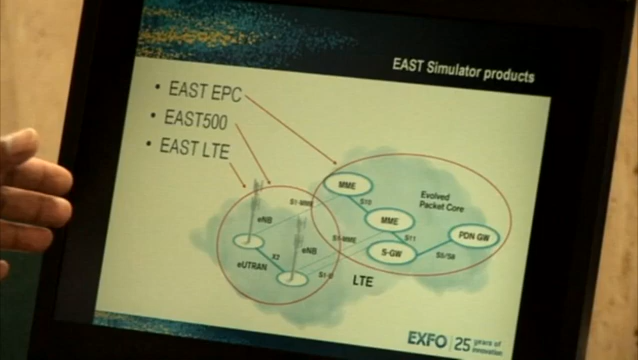 EAST Simulator products
• EAST EPC
• EAST500
• EAST LTE
MME
Evolved
Packet Core
S1-MME
S10
MME
eNB
S1-MME
S11
PDN GW
eNB
S-GW
S5/S8
X2
eUTRAN
S1-U
LTE
EXFO 25 years of
innovation